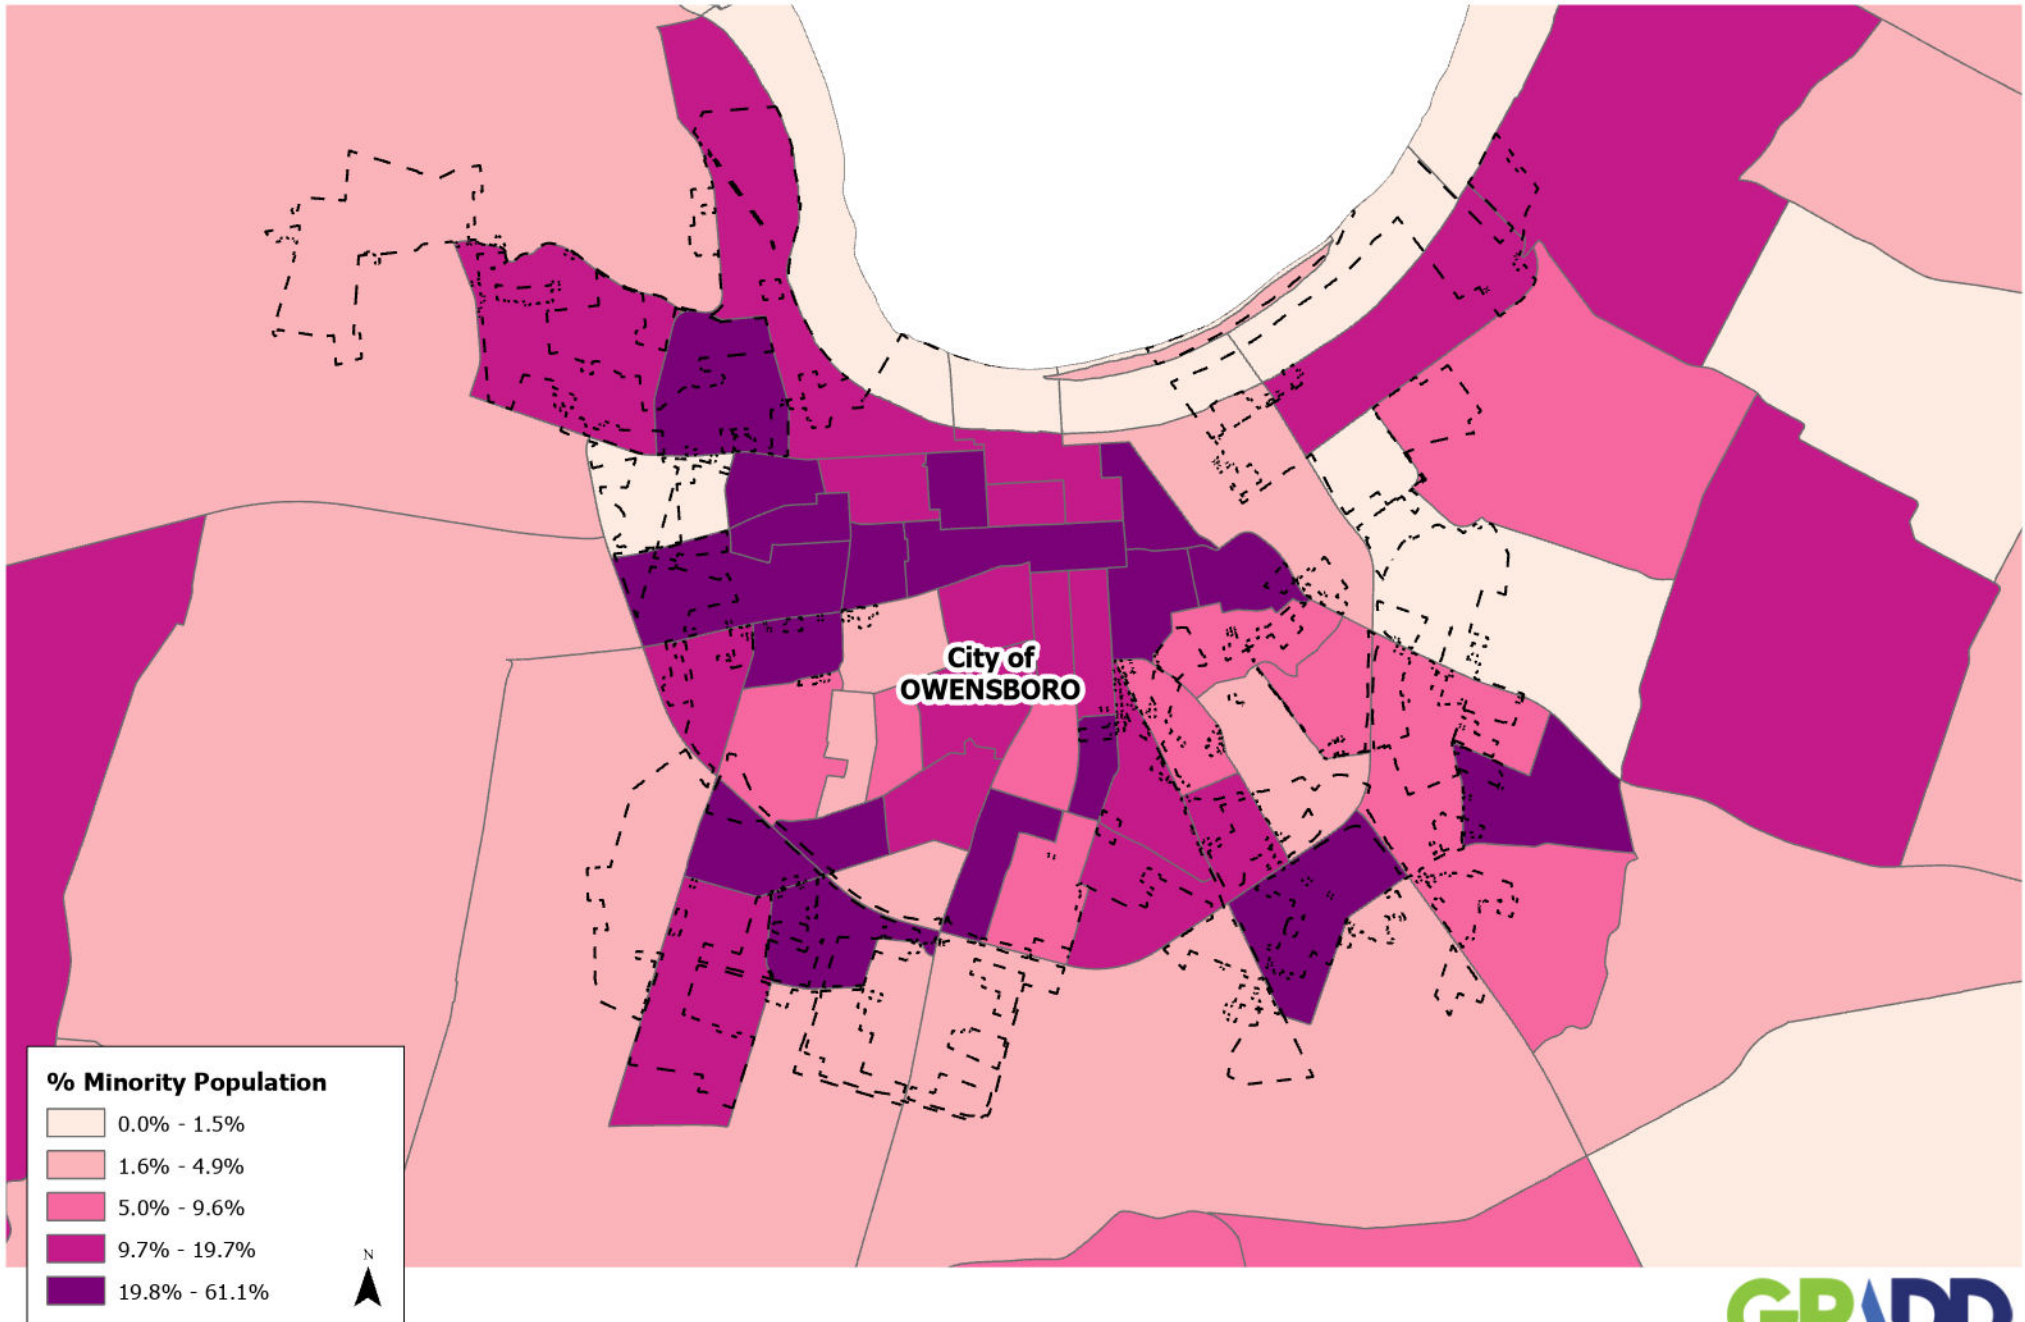 City of
OWENSBORO
% Minority Population
0.0% - 1.5%
1.6% - 4.9%
5.0% - 9.6%
9.7% - 19.7%
19.8% - 61.1%
N
GRADD